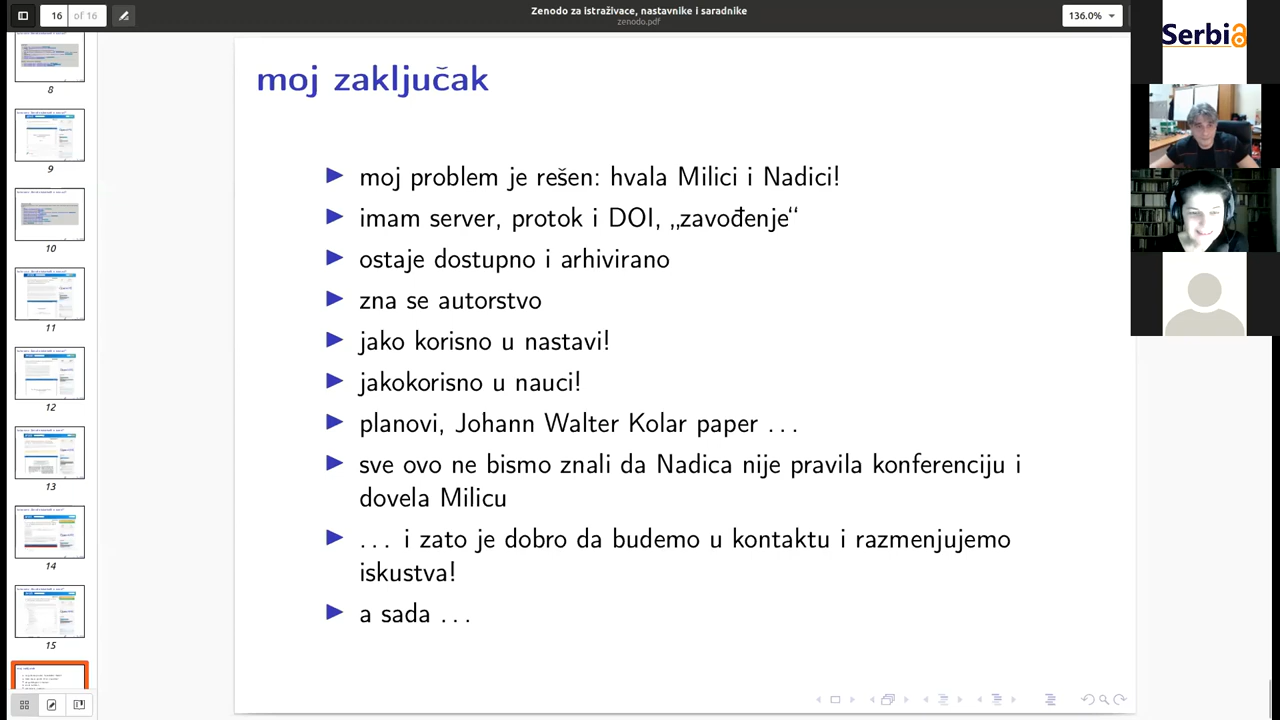 16 of 16
Zenodo za istraživace, nastavnike i saradnike
zenodo.pdf
136.0%
Serbia
8
9
10
11
12
13
14
15
moj zaključak
moj problem je rešen: hvala Milici i Nadici!
imam server, protok i DOI, „zavođenje“
ostaje dostupno i arhivirano
zna se autorstvo
jako korisno u nastavi!
jakokorisno u nauci!
planovi, Johann Walter Kolar paper . . .
sve ovo ne bismo znali da Nadica nije pravila konferenciju i
dovela Milicu
. . . i zato je dobro da budemo u kontaktu i razmenjujemo
iskustva!
a sada . . .